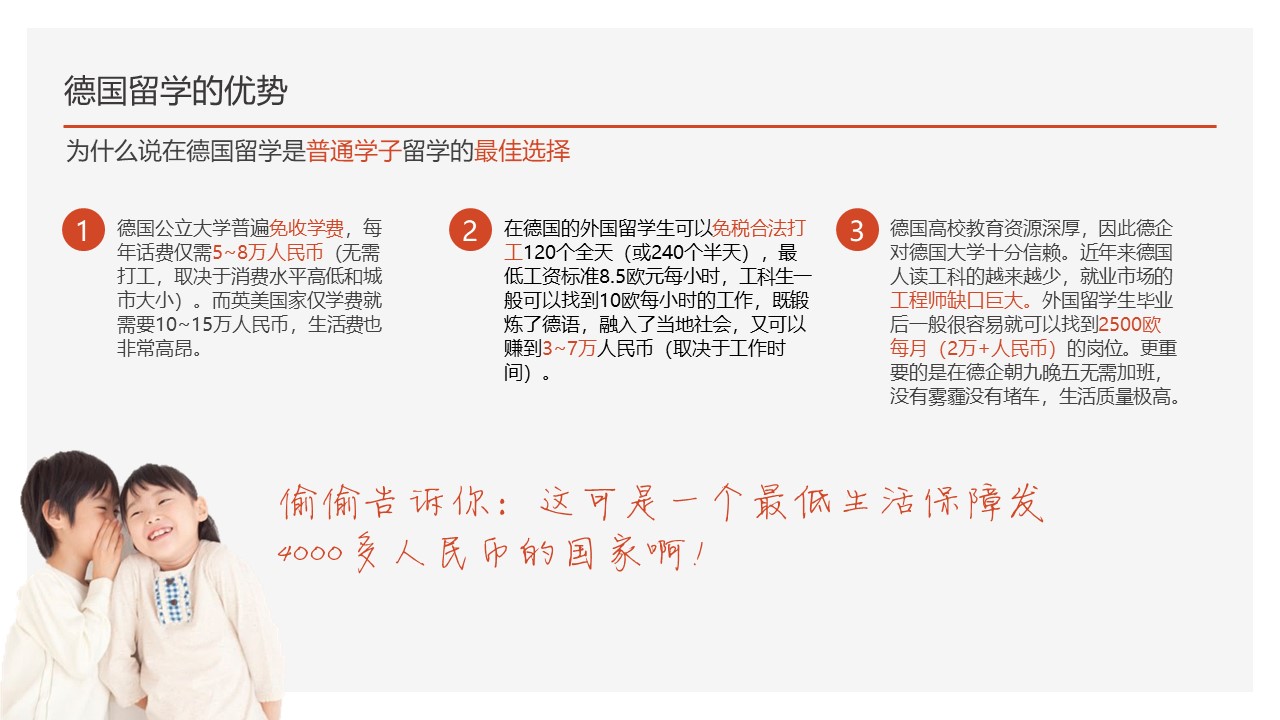 德国留学的优势
为什么说在德国留学是普通学子留学的最佳选择
1
德国公立大学普遍免收学费，每
年话费仅需5~8万人民币（无需
打工，取决于消费水平高低和城
市大小）。而英美国家仅学费就
需要10~15万人民币，生活费也
非常高昂。
2
在德国的外国留学生可以免税合法打
工120个全天（或240个半天），最
低工资标准8.5欧元每小时，工科生一
般可以找到10欧每小时的工作，既锻
炼了德语，融入了当地社会，又可以
赚到3~7万人民币（取决于工作时
间）。
3
德国高校教育资源深厚，因此德企
对德国大学十分信赖。近年来德国
人读工科的越来越少，就业市场的
工程师缺口巨大。外国留学生毕业
后一般很容易就可以找到2500欧
每月（2万+人民币）的岗位。更重
要的是在德企朝九晚五无需加班，
没有雾霾没有堵车，生活质量极高。
偷偷告诉你：这可是一个最低生活保障发
4000多人民币的国家啊！